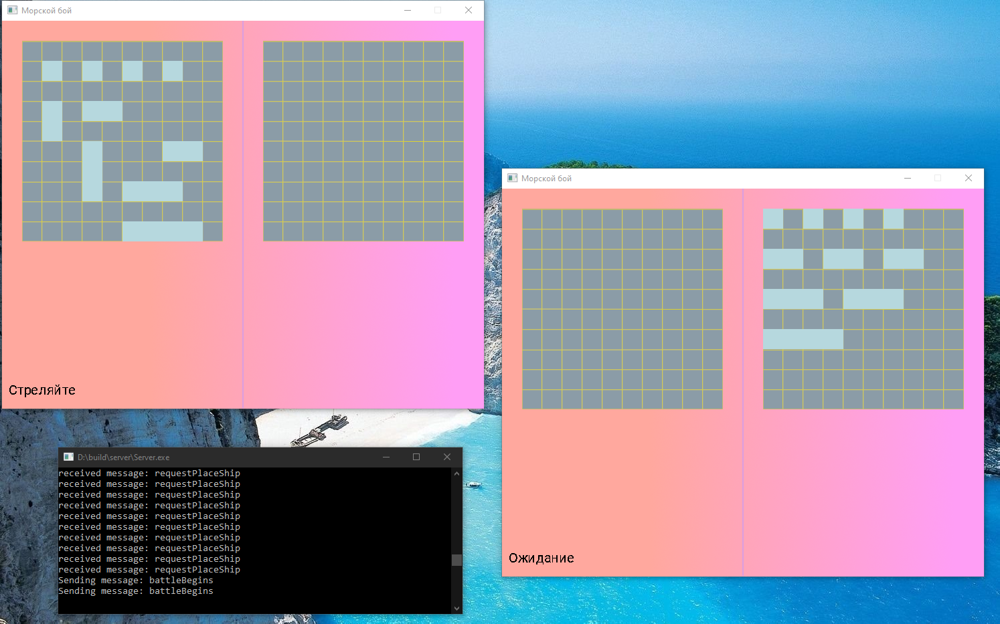 Морской бой
Стреляйте
Морской бой
Ожидание
D:\build\server\Server.exe
received message: requestPlaceShip
received message: requestPlaceShip
received message: requestPlaceShip
received message: requestPlaceShip
received message: requestPlaceShip
received message: requestPlaceShip
received message: requestPlaceShip
received message: requestPlaceShip
received message: requestPlaceShip
received message: requestPlaceShip
Sending message: battleBegins
Sending message: battleBegins